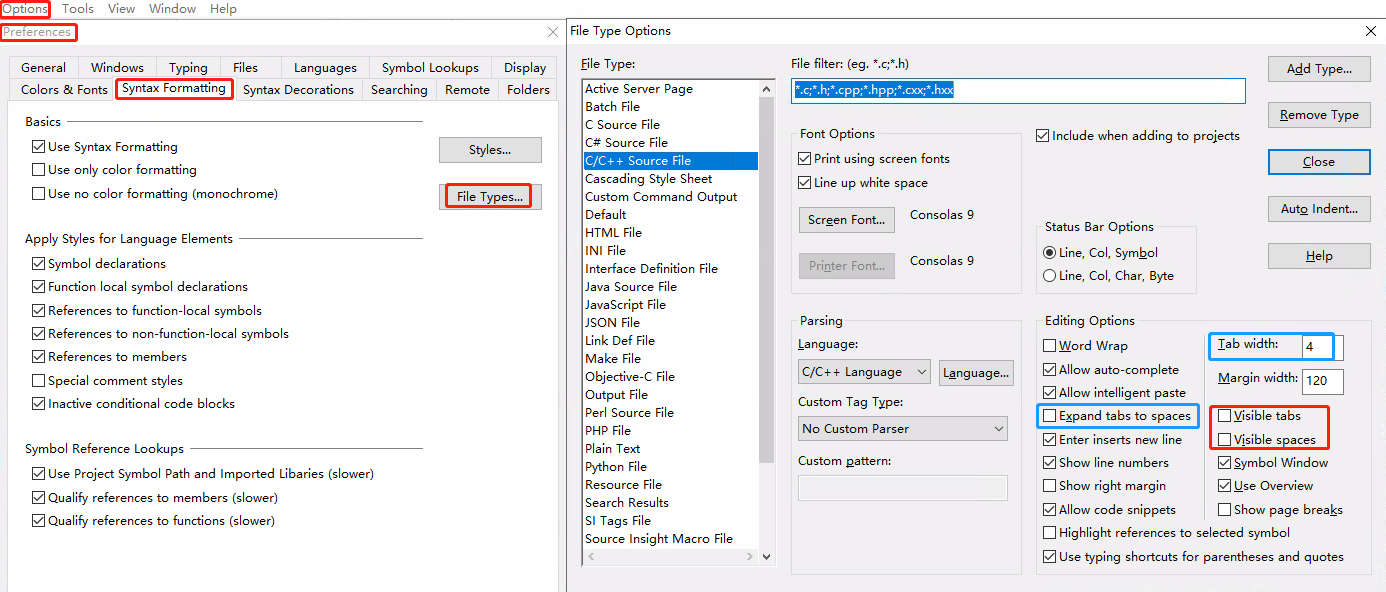 Options Tools View Window Help
Preferences
General Windows Typing Files Languages Symbol Lookups Display
Colors & Fonts Syntax Formatting Syntax Decorations Searching Remote Folders
Basics
Use Syntax Formatting
Use only color formatting
Use no color formatting (monochrome)
Styles...
File Types...
Apply Styles for Language Elements
Symbol declarations
Function local symbol declarations
References to function-local symbols
References to non-function-local symbols
References to members
Special comment styles
Inactive conditional code blocks
Symbol Reference Lookups
Use Project Symbol Path and Imported Libaries (slower)
Qualify references to members (slower)
Qualify references to functions (slower)
File Type Options
File Type:
Active Server Page
Batch File
C Source File
C# Source File
C/C++ Source File
Cascading Style Sheet
Custom Command Output
Default
HTML File
INI File
Interface Definition File
Java Source File
JavaScript File
JSON File
Link Def File
Make File
Objective-C File
Output File
Perl Source File
PHP File
Plain Text
Python File
Resource File
Search Results
SI Tags File
Source Insight Macro File
File filter: (eg. *.c;*.h)
*.c;*.h;*.cpp;*.hpp;*.cxx;*.hxx
Font Options
Print using screen fonts
Line up white space
Screen Font... Consolas 9
Printer Font... Consolas 9
Include when adding to projects
Status Bar Options
Line, Col, Symbol
Line, Col, Char, Byte
Add Type...
Remove Type
Close
Auto Indent...
Help
Parsing
Language:
C/C++ Language Language...
Custom Tag Type:
No Custom Parser
Custom pattern:
Editing Options
Word Wrap
Allow auto-complete
Allow intelligent paste
Expand tabs to spaces
Enter inserts new line
Show line numbers
Show right margin
Allow code snippets
Highlight references to selected symbol
Use typing shortcuts for parentheses and quotes
Tab width: 4
Margin width: 120
Visible tabs
Visible spaces
Symbol Window
Use Overview
Show page breaks